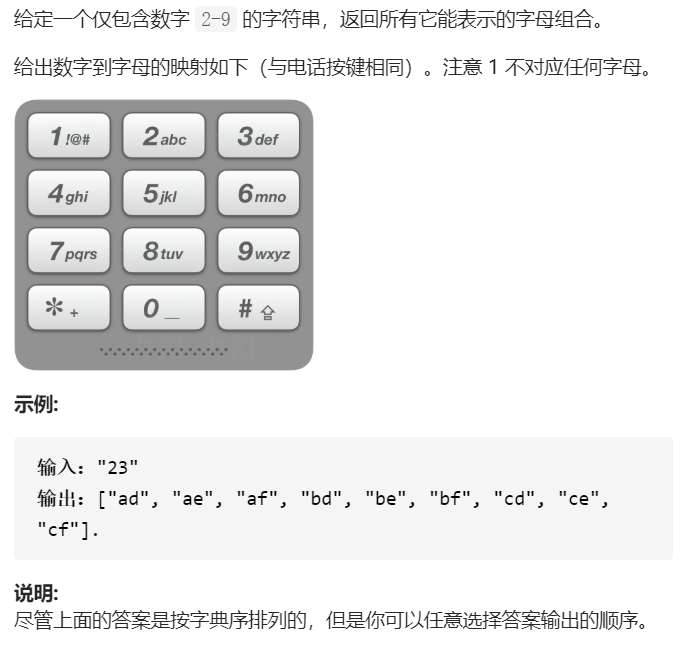 给定一个仅包含数字 2-9 的字符串，返回所有它能表示的字母组合。
给出数字到字母的映射如下（与电话按键相同）。注意 1 不对应任何字母。
1 !@# 2 abc 3 def
4 ghi 5 jkl 6 mno
7 pqrs 8 tuv 9 wxyz
* + 0 _ # ⇪
示例:
输入："23"
输出：["ad", "ae", "af", "bd", "be", "bf", "cd", "ce",
"cf"].
说明:
尽管上面的答案是按字典序排列的，但是你可以任意选择答案输出的顺序。